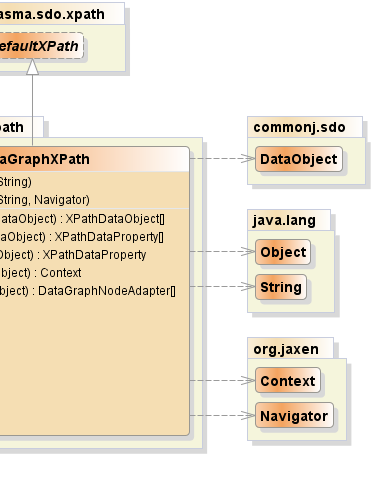 asma.sdo.xpath
efaultXPath
path
commonj.sdo
aGraphXPath
DataObject
String)
String, Navigator)
DataObject) : XPathDataObject[]
aObject) : XPathDataProperty[]
Object) : XPathDataProperty
bject) : Context
bject) : DataGraphNodeAdapter[]
java.lang
Object
String
org.jaxen
Context
Navigator